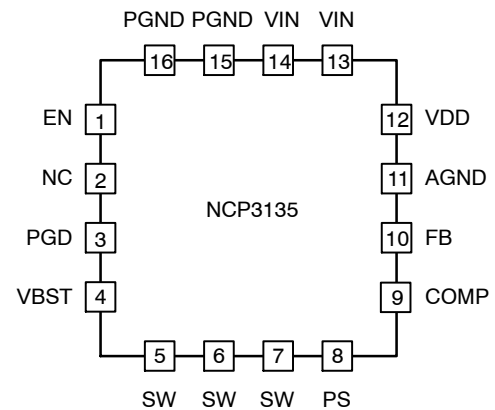 PGND PGND VIN VIN
16 15 14 13
EN 1 12 VDD
NC 2 11 AGND
NCP3135
PGD 3 10 FB
VBST 4 9 COMP
5 6 7 8
SW SW SW PS